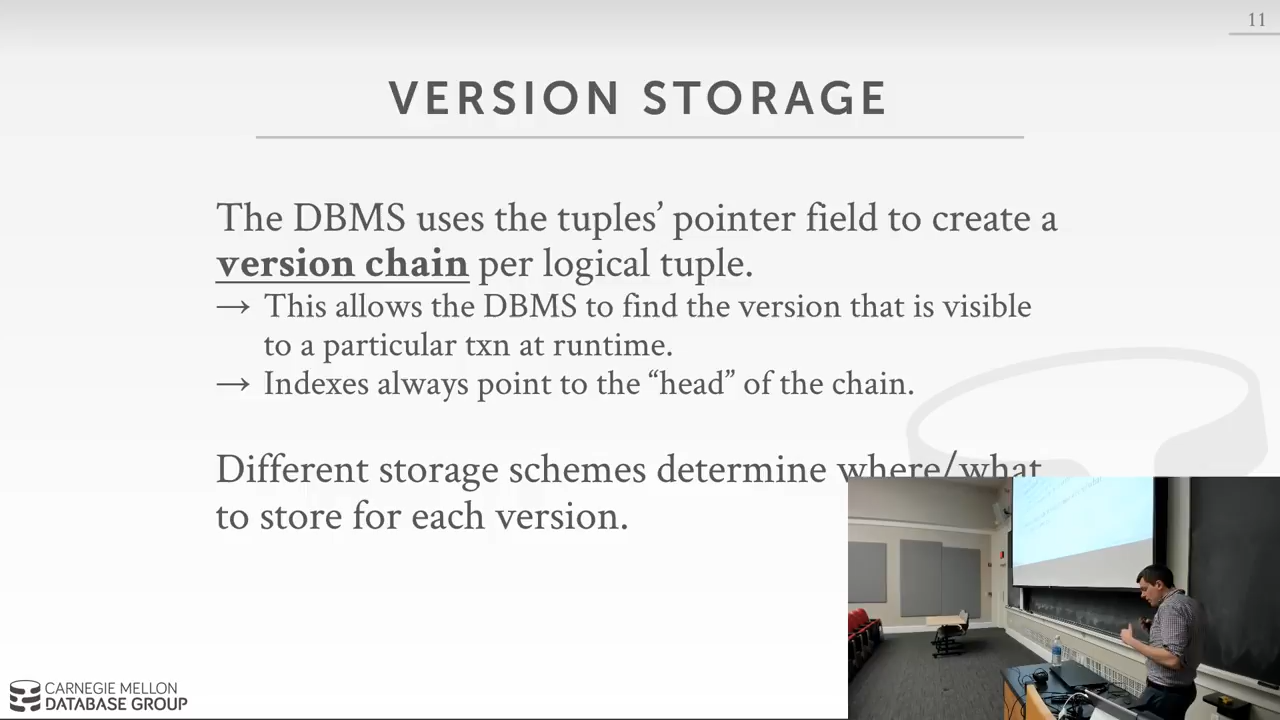 11
VERSION STORAGE
The DBMS uses the tuples’ pointer field to create a
version chain per logical tuple.
→ This allows the DBMS to find the version that is visible
to a particular txn at runtime.
→ Indexes always point to the “head” of the chain.
Different storage schemes determine where/what
to store for each version.
CARNEGIE MELLON
DATABASE GROUP